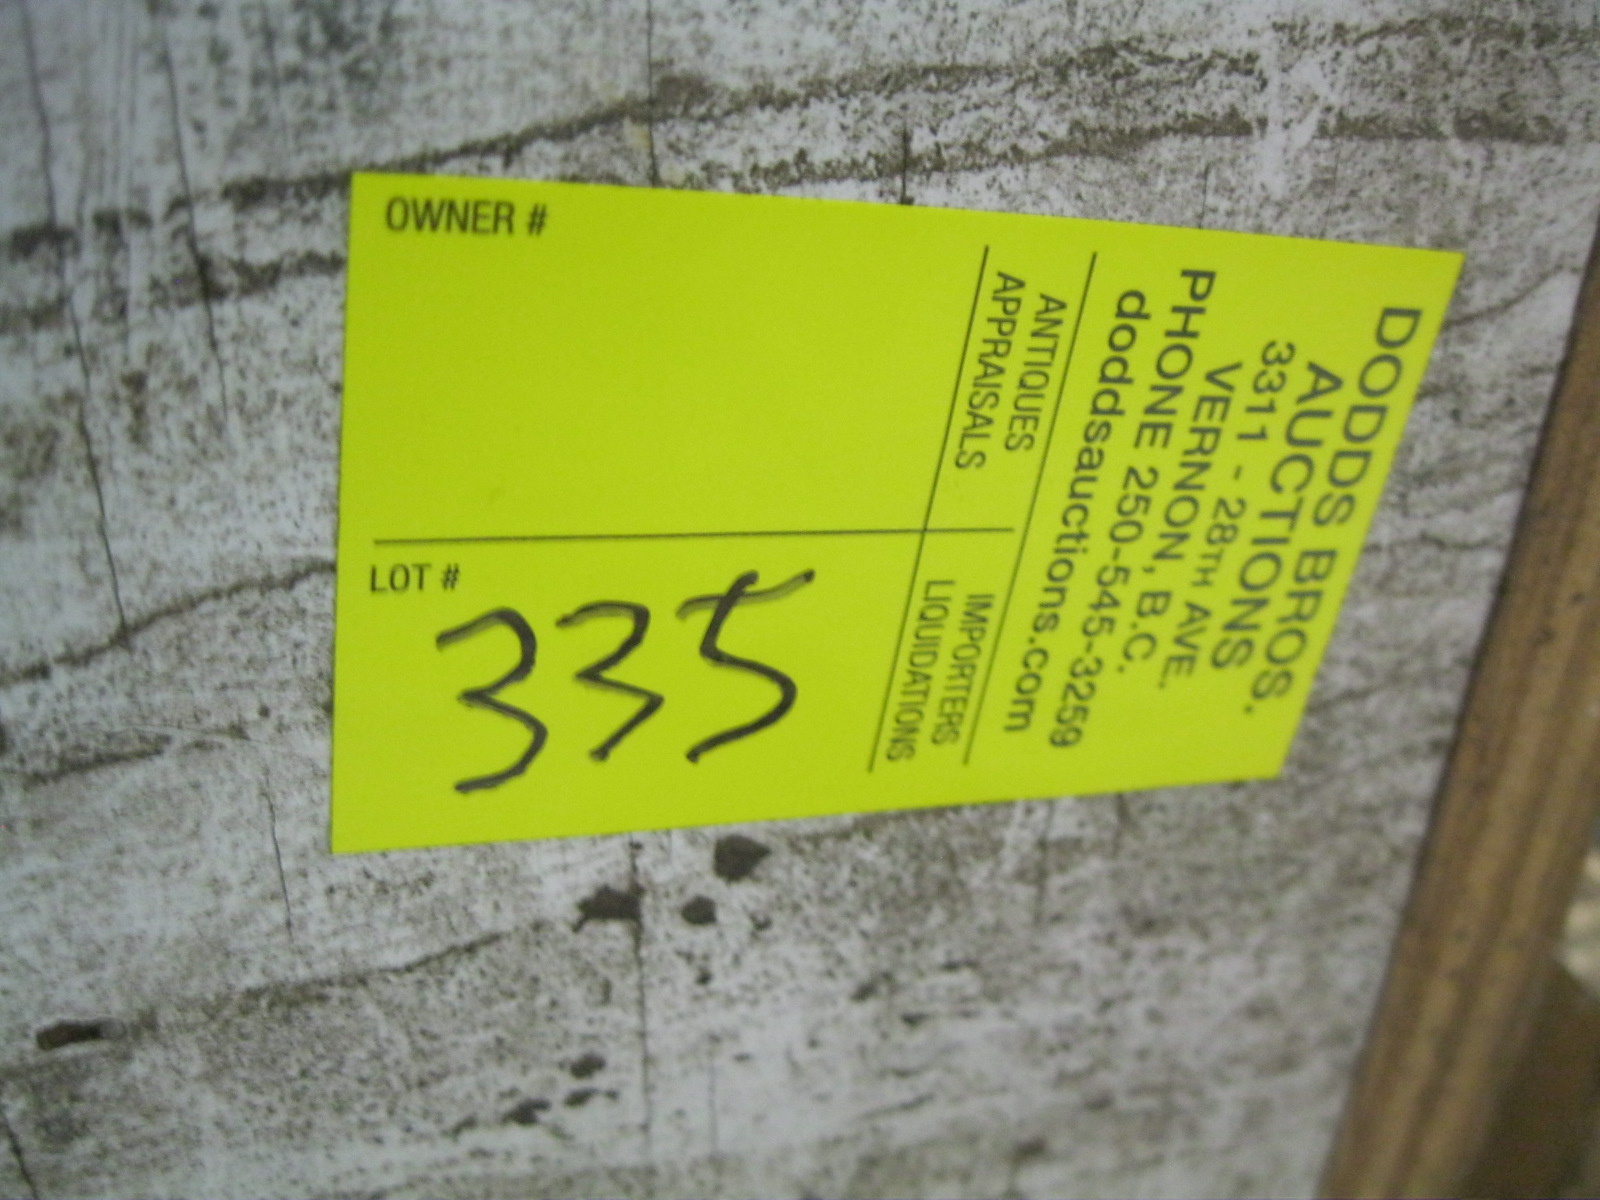 DODDS BROS.
AUCTIONS
3311 - 28TH AVE.
VERNON, B.C.
PHONE 250-545-3259
doddsauctions.com
ANTIQUES
APPRAISALS
IMPORTERS
LIQUIDATIONS
OWNER #
LOT #
335